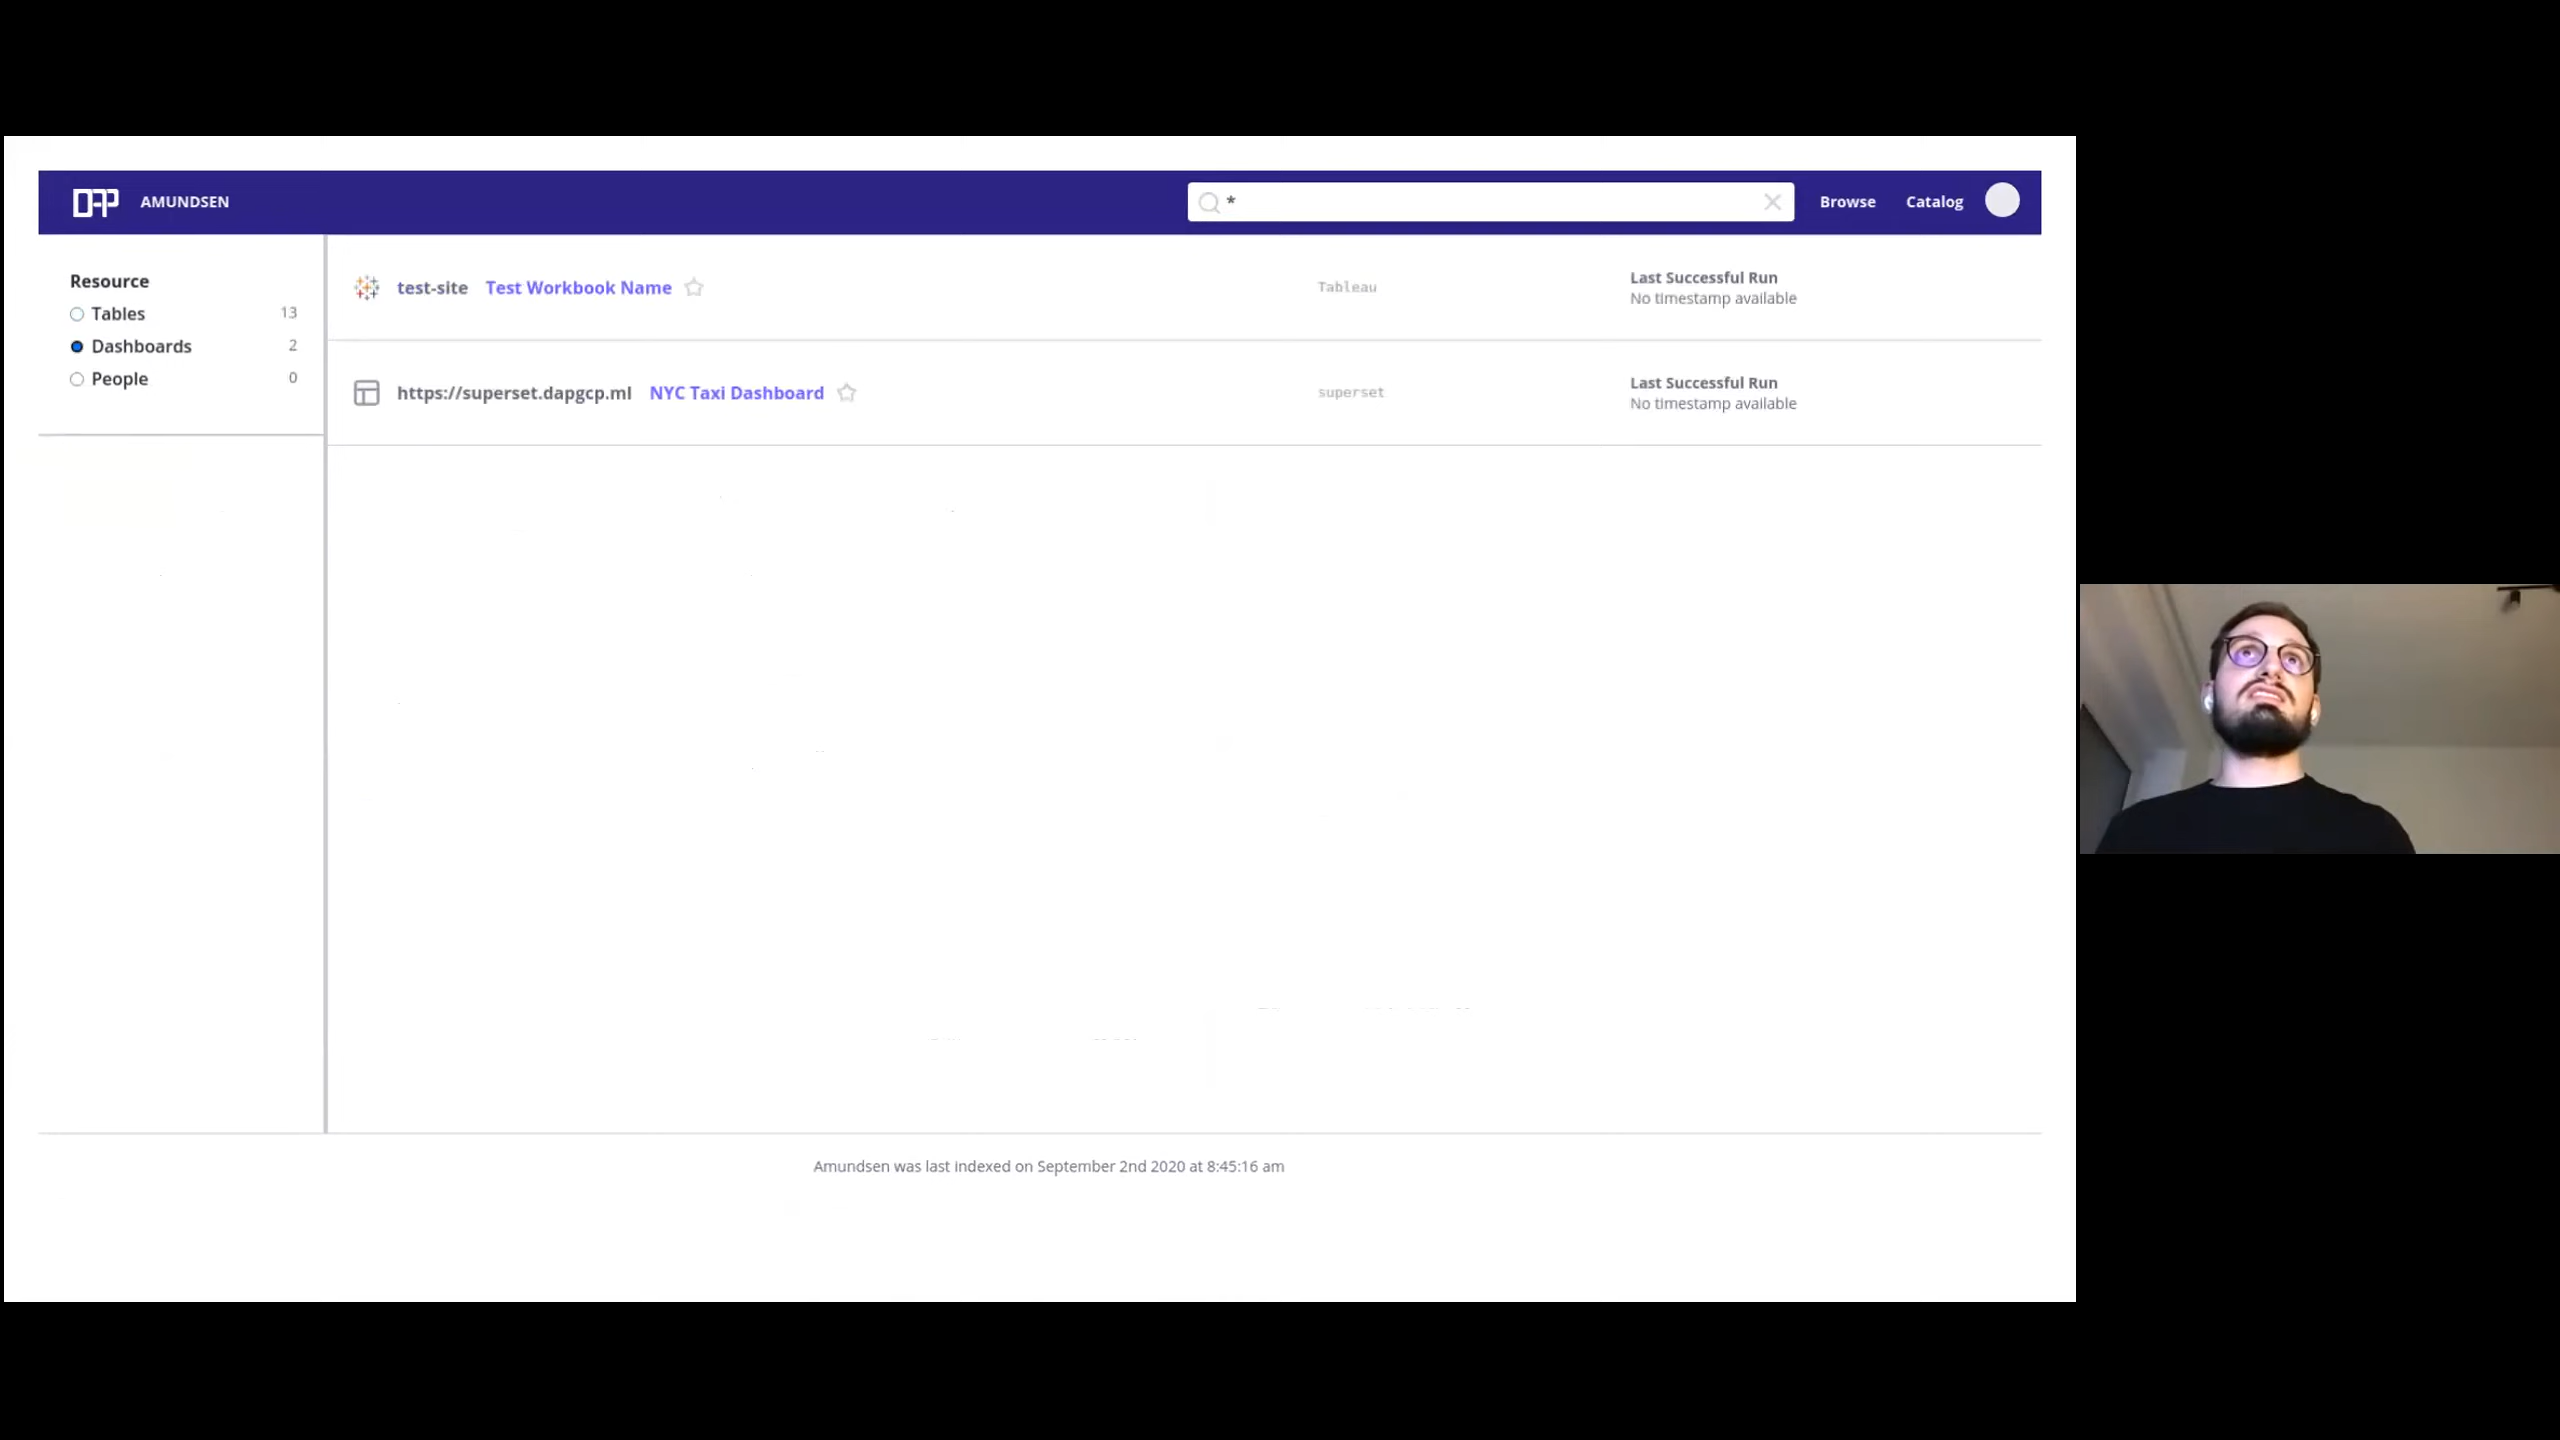 DAP AMUNDSEN * Browse Catalog
Resource
Tables 13
Dashboards 2
People 0
test-site Test Workbook Name Tableau Last Successful Run
No timestamp available
https://superset.dapgcp.ml NYC Taxi Dashboard superset Last Successful Run
No timestamp available
Amundsen was last indexed on September 2nd 2020 at 8:45:16 am